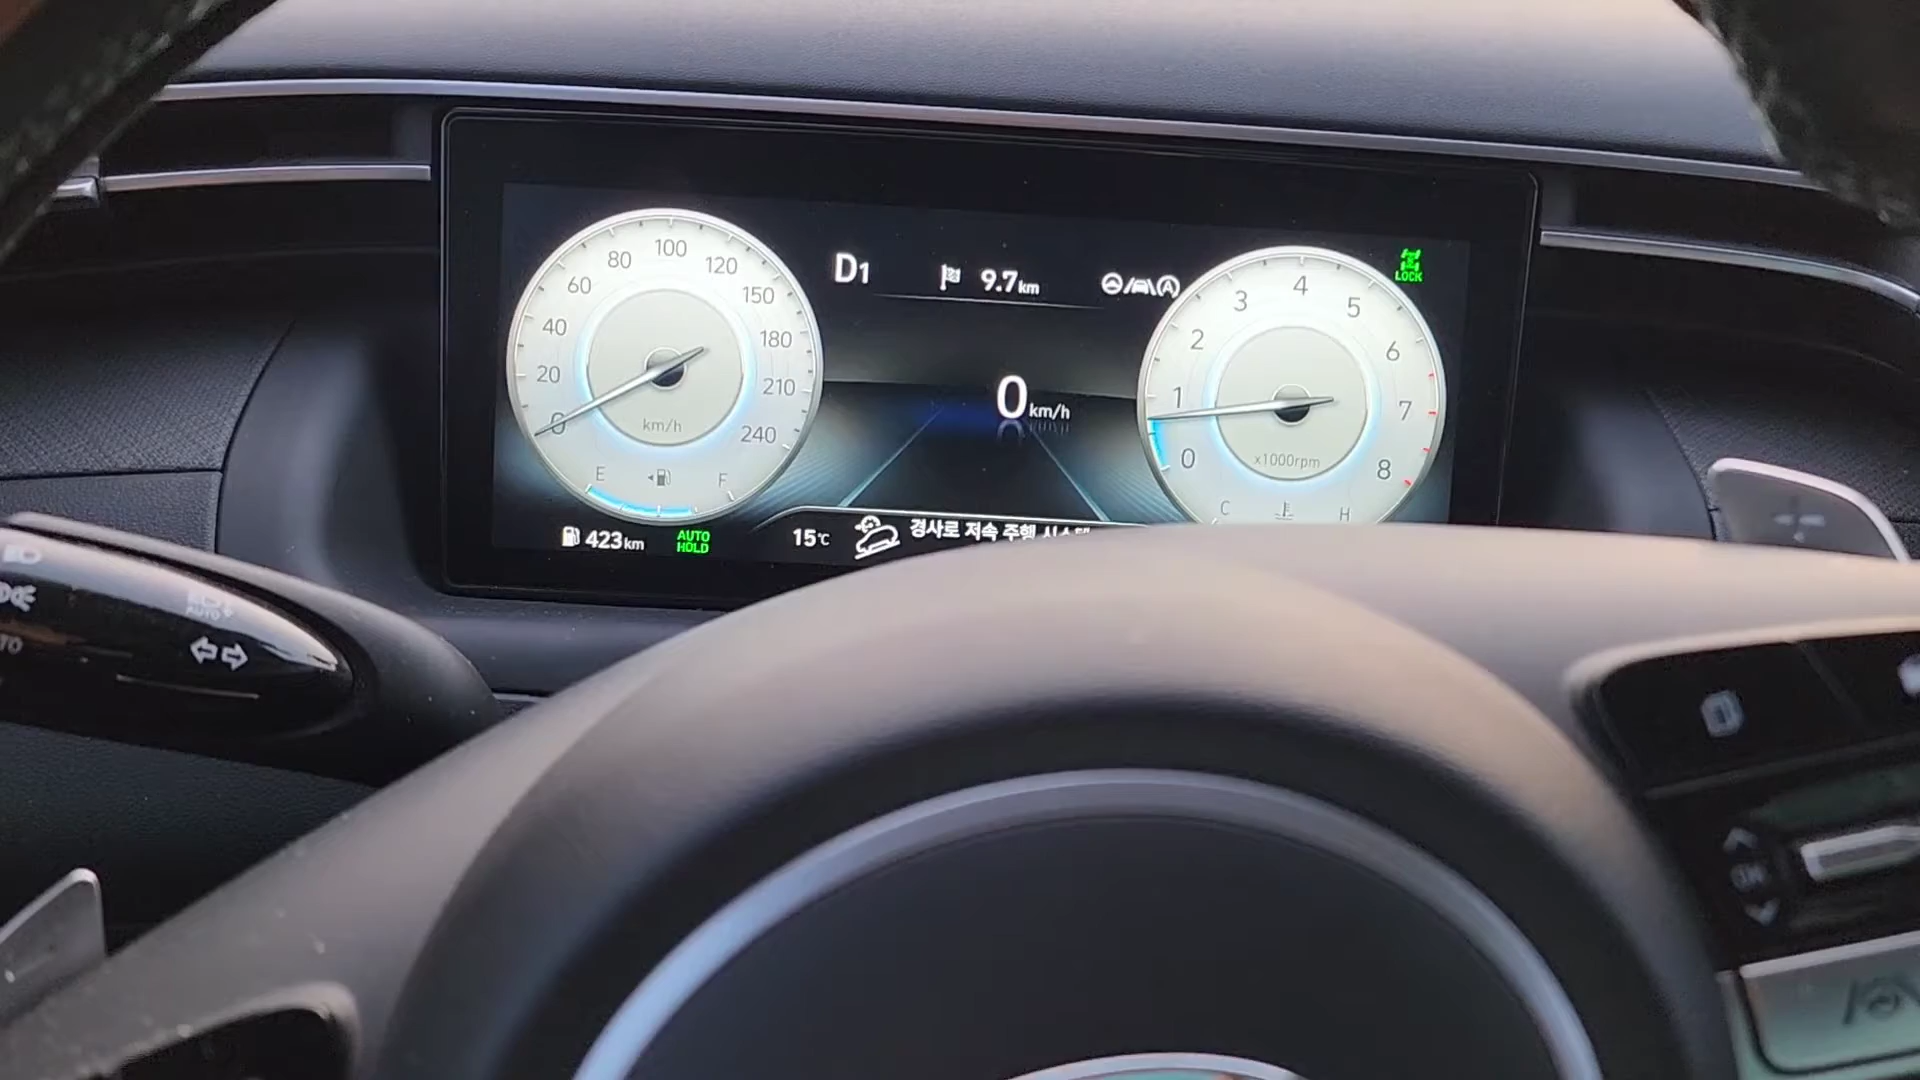 100
80
120
60
150
40
180
20
210
0
240
km/h
E
F
423km
AUTO
HOLD
D1
9.7km
0km/h
15℃
경사로 저속 주행
4
3
5
2
6
1
7
0
8
x1000rpm
C
H
LOCK
AUTO
OK